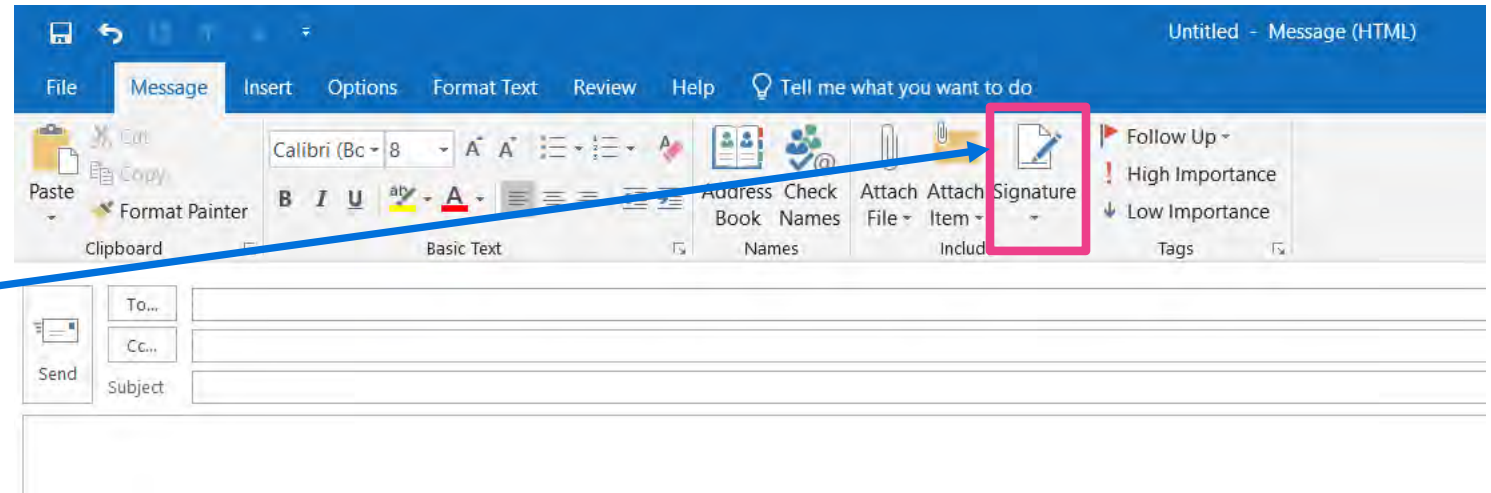 Untitled - Message (HTML)
File Message Insert Options Format Text Review Help Tell me what you want to do
Cut
Copy
Paste
Format Painter
Clipboard
Calibri (Bc 8 A A
B I U aby A
Basic Text
Address Book
Check Names
Names
Attach File
Attach Item
Signature
Includ
Follow Up
High Importance
Low Importance
Tags
Send
To...
Cc...
Subject